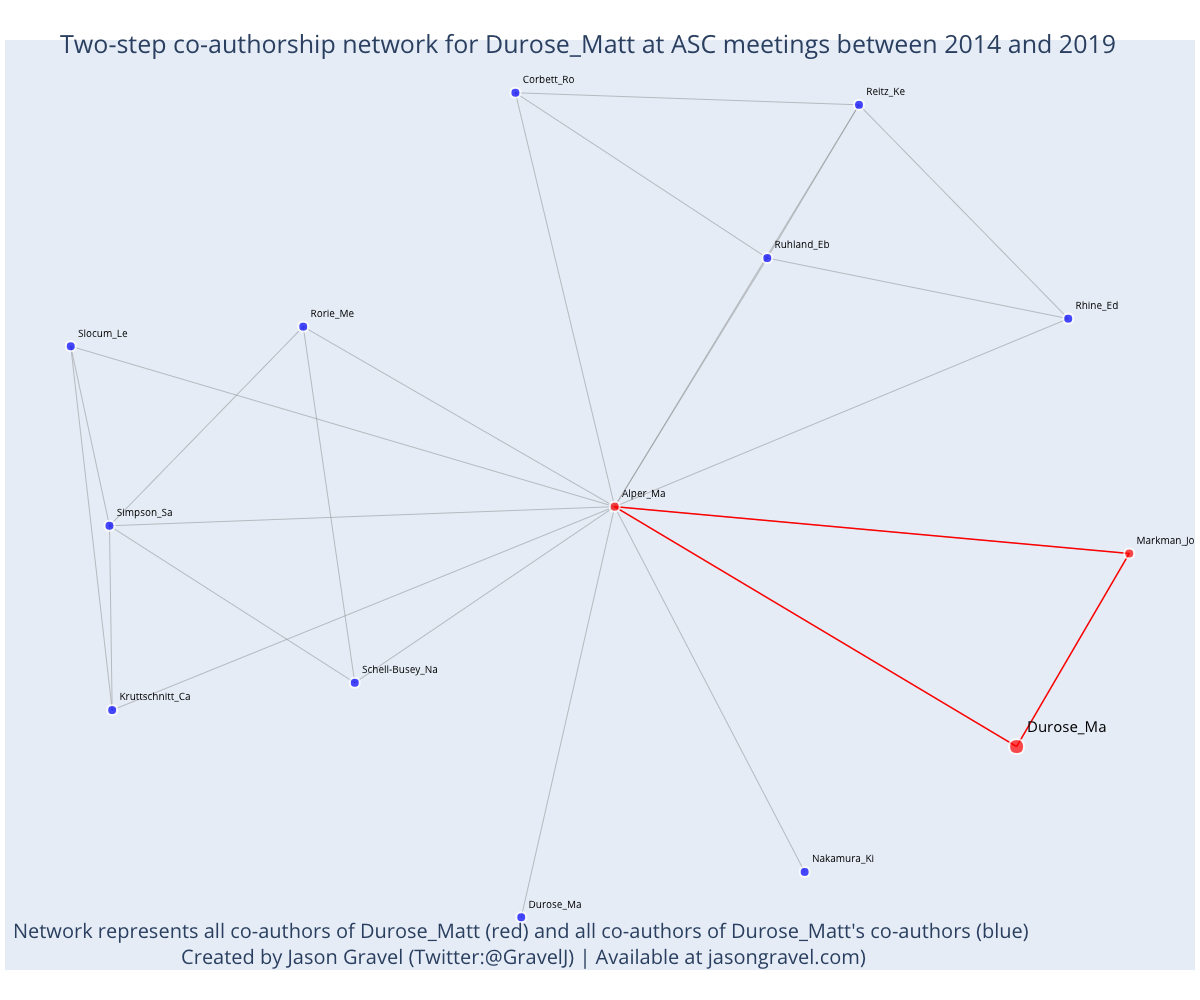 Two-step co-authorship network for Durose_Matt at ASC meetings between 2014 and 2019
Corbett_Ro
Reitz_Ke
Ruhland_Eb
Rhine_Ed
Rorie_Me
Slocum_Le
Alper_Ma
Simpson_Sa
Markman_Jo
Schell-Busey_Na
Kruttschnitt_Ca
Durose_Ma
Nakamura_Ki
Durose_Ma
Network represents all co-authors of Durose_Matt (red) and all co-authors of Durose_Matt's co-authors (blue)
Created by Jason Gravel (Twitter:@GravelJ) | Available at jasongravel.com)